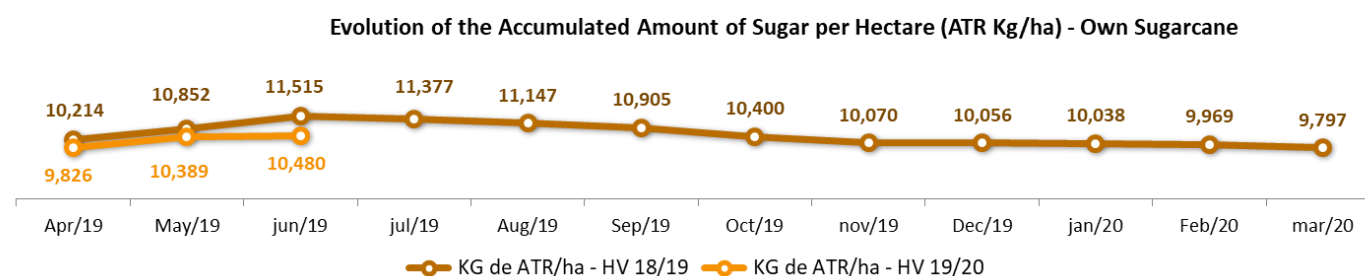 Evolution of the Accumulated Amount of Sugar per Hectare (ATR Kg/ha) - Own Sugarcane
10,214 10,852 11,515 11,377 11,147 10,905 10,400 10,070 10,056 10,038 9,969 9,797
9,826 10,389 10,480
Apr/19 May/19 jun/19 jul/19 Aug/19 Sep/19 Oct/19 nov/19 Dec/19 jan/20 Feb/20 mar/20
KG de ATR/ha - HV 18/19 KG de ATR/ha - HV 19/20